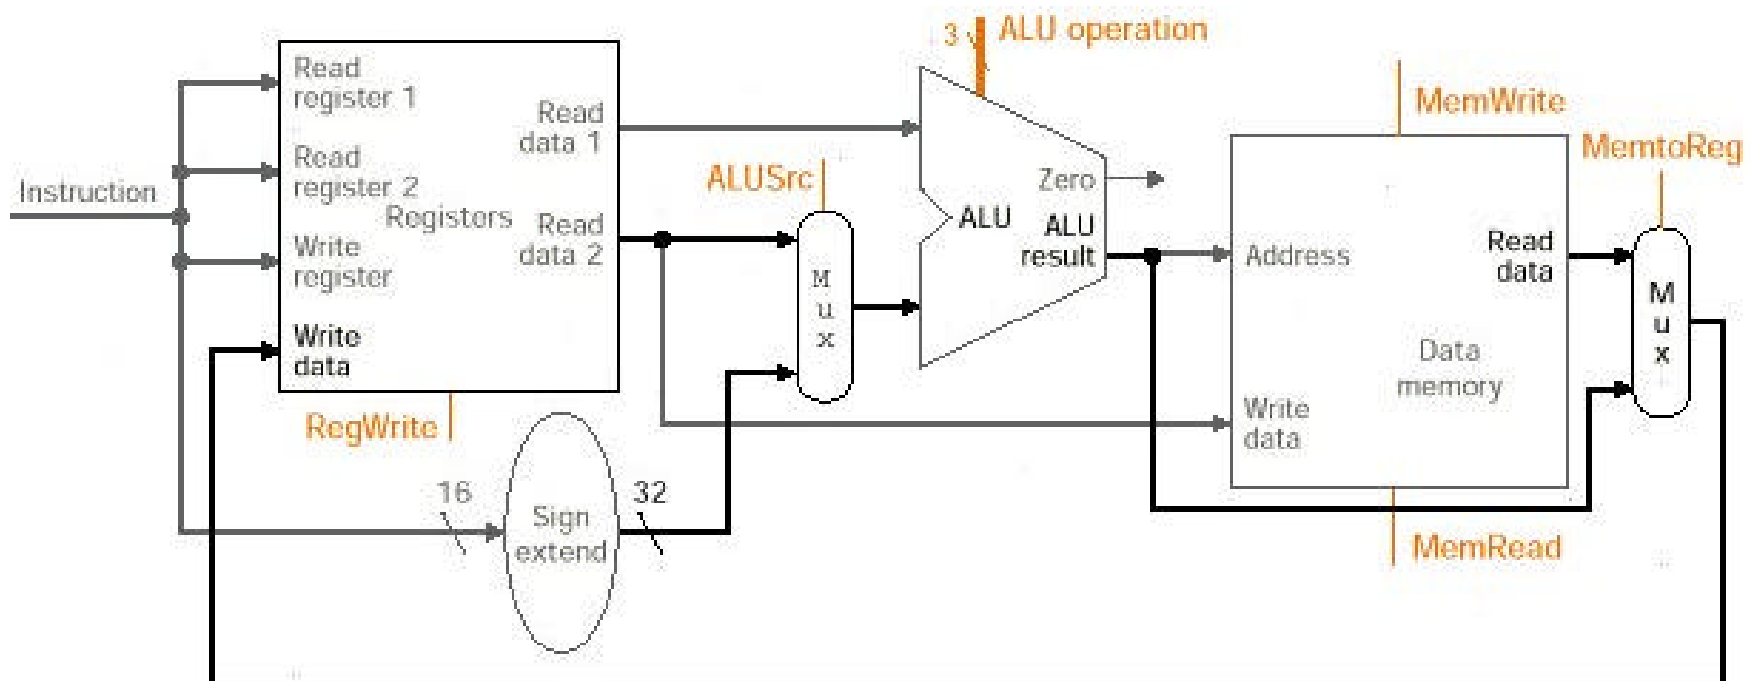 Instruction
Read
register 1
Read
register 2
Write
register
Write
data
Registers
Read
data 1
Read
data 2
RegWrite
16
Sign
extend
32
ALUSrc
M
u
x
3
ALU operation
Zero
ALU
ALU
result
MemWrite
Address
Read
data
Data
memory
Write
data
MemRead
MemtoReg
M
u
x